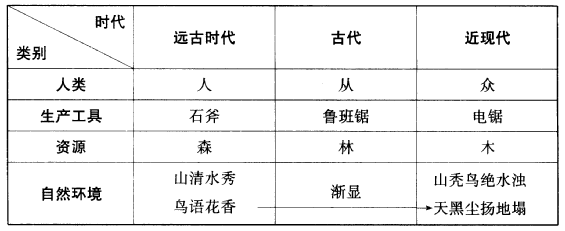 时代
类别
远古时代 古代 近现代
人类 人 从 众
生产工具 石斧 鲁班锯 电锯
资源 森 林 木
自然环境 山清水秀 渐显 山秃鸟绝水浊
鸟语花香 天黑尘扬地塌